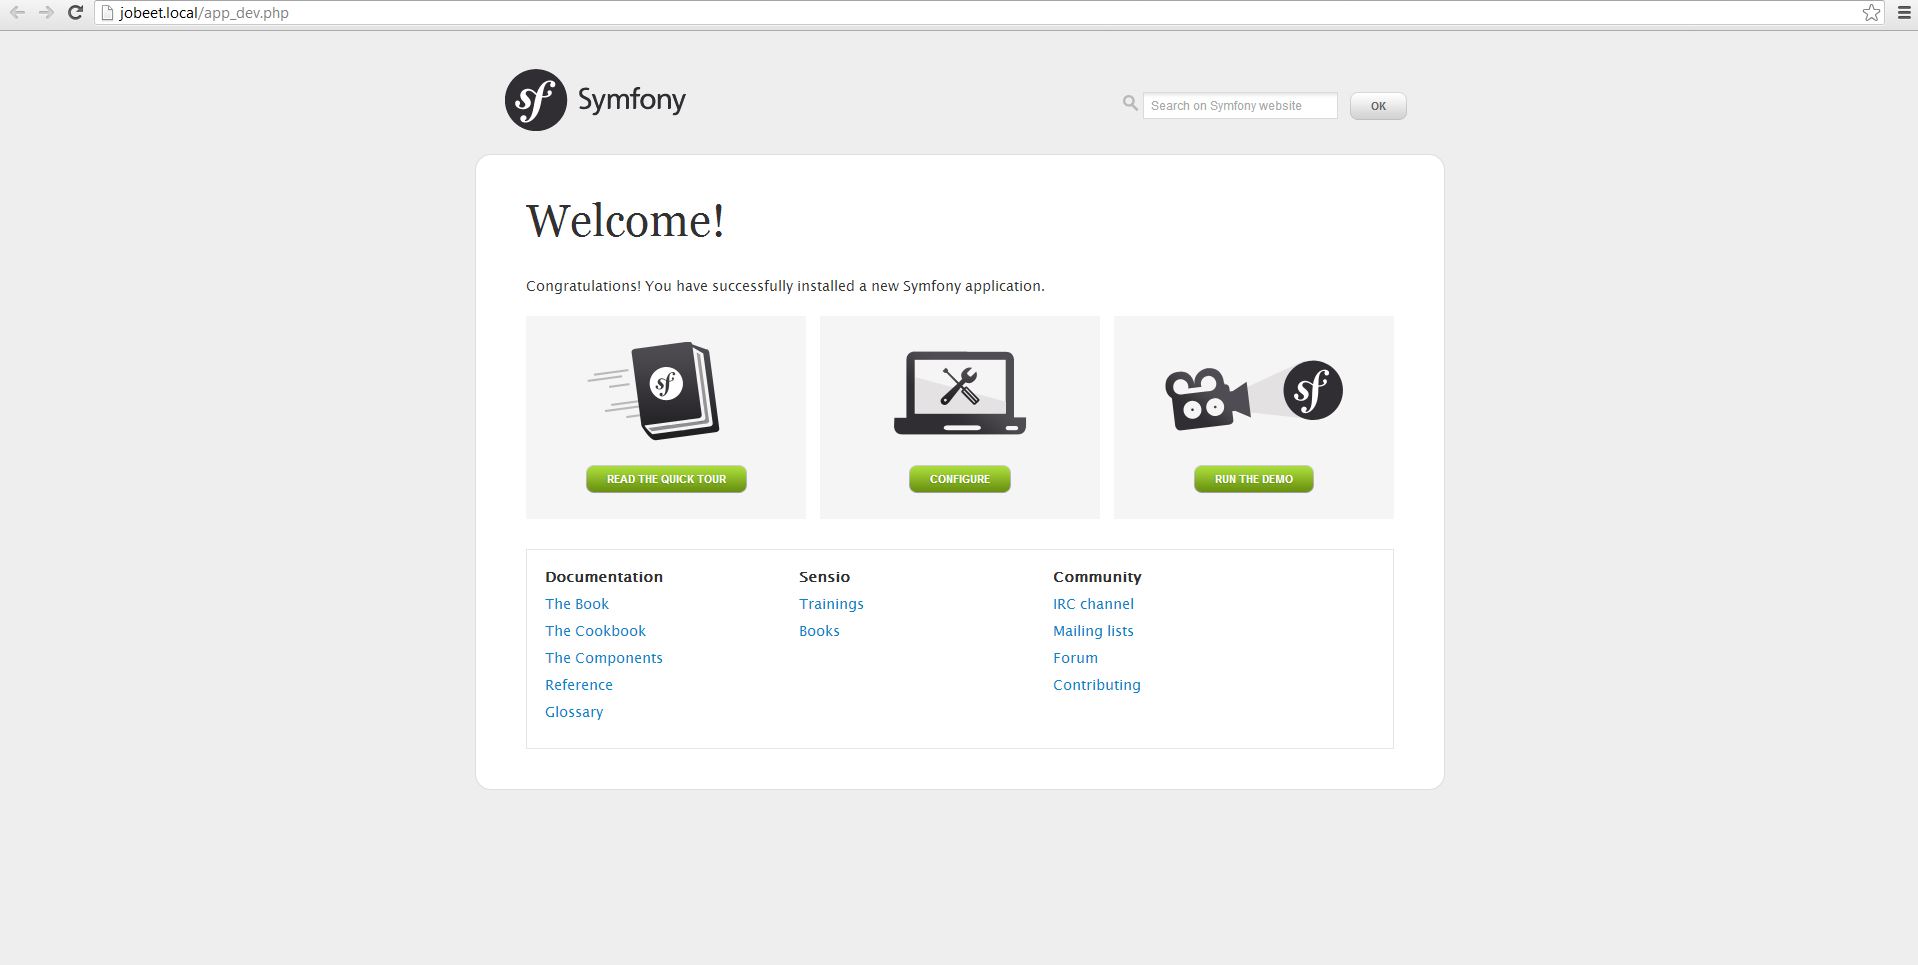 jobeet.local/app_dev.php
sf Symfony
Search on Symfony website OK
Welcome!
Congratulations! You have successfully installed a new Symfony application.
sf
sf
READ THE QUICK TOUR CONFIGURE RUN THE DEMO
Documentation Sensio Community
The Book Trainings IRC channel
The Cookbook Books Mailing lists
The Components Forum
Reference Contributing
Glossary